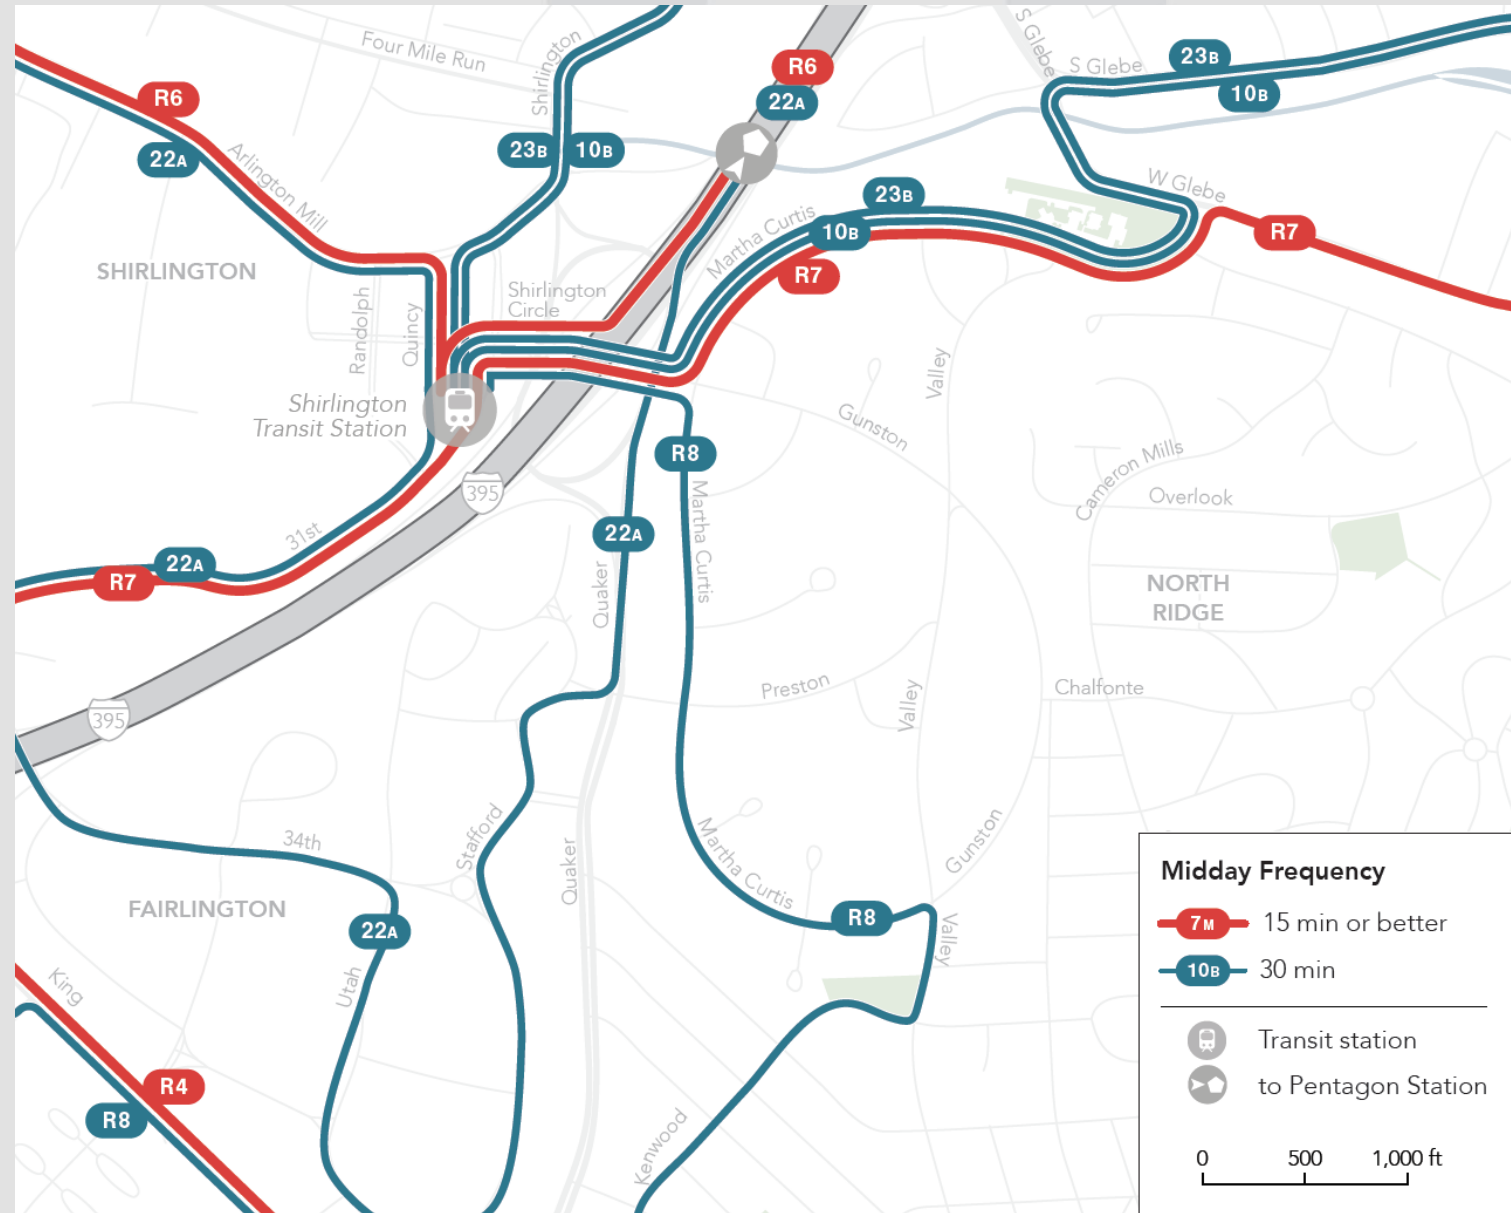 S Glebe
Four Mile Run
Shirlington
S Glebe
23B
10B
R6
22A
R6
22A
Arlington Mill
23B
10B
W Glebe
23B
10B
R7
R7
Martha Curtis
SHIRLINGTON
Shirlington
Circle
Randolph
Quincy
Shirlington
Transit Station
Valley
Gunston
R8
Cameron Mills
Overlook
395
31st
22A
Martha Curtis
22A
R7
Quaker
NORTH
RIDGE
Preston
Valley
Chalfonte
395
34th
Stafford
Quaker
Martha Curtis
Gunston
FAIRLINGTON
22A
R8
Valley
King
Utah
R4
R8
Kenwood
Midday Frequency
7M 15 min or better
10B 30 min
Transit station
to Pentagon Station
0 500 1,000 ft